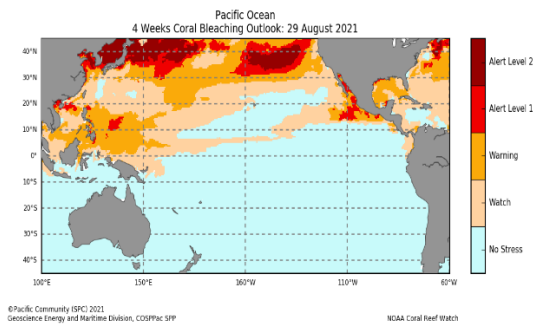 Pacific Ocean
4 Weeks Coral Bleaching Outlook: 29 August 2021
40°N
30°N
20°N
10°N
0°
10°S
20°S
30°S
40°S
100°E
150°E
160°W
110°W
60°W
Alert Level 2
Alert Level 1
Warning
Watch
No Stress
©Pacific Community (SPC) 2021
Geoscience Energy and Maritime Division, COSPPac SPP
NOAA Coral Reef Watch